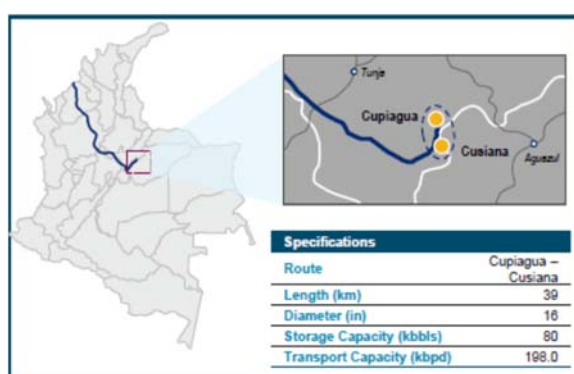 Tunja
Cupiagua
Cusiana
Aguazul
Specifications
Route Cupiagua –
Cusiana
Length (km) 39
Diameter (in) 16
Storage Capacity (kbbls) 80
Transport Capacity (kbpd) 198.0